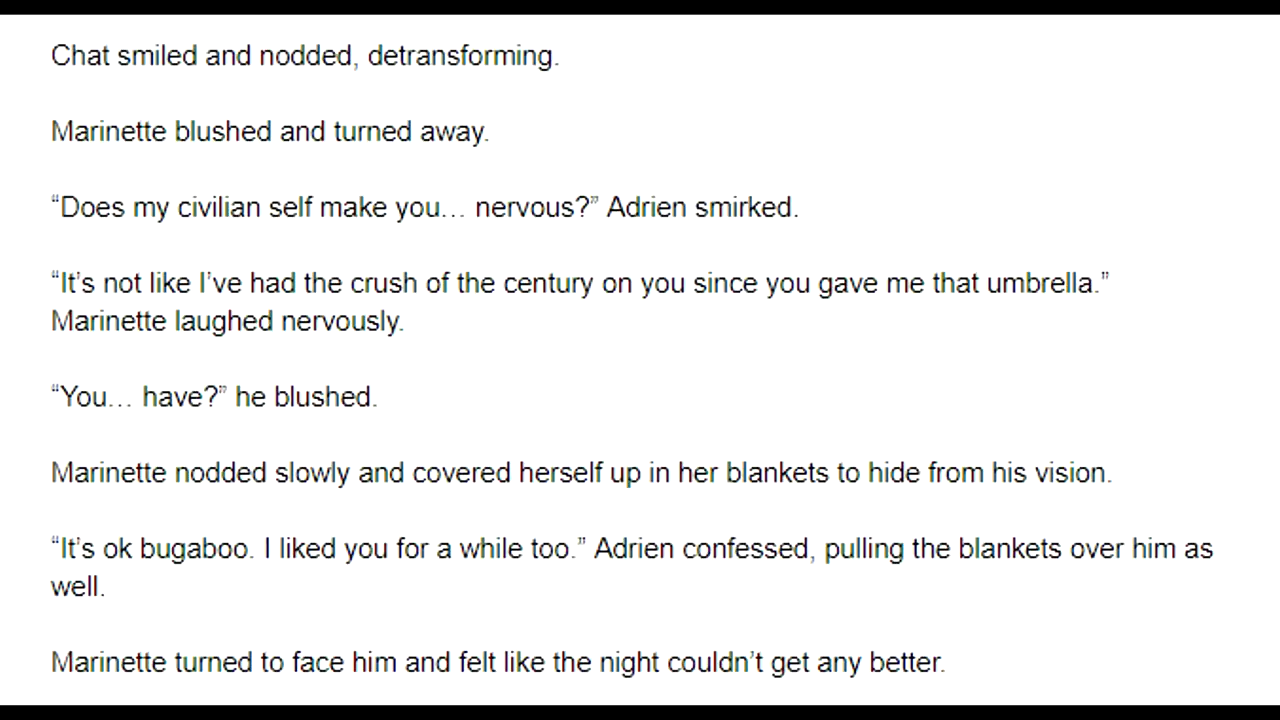 Chat smiled and nodded, detransforming.
Marinette blushed and turned away.
“Does my civilian self make you… nervous?” Adrien smirked.
“It’s not like I’ve had the crush of the century on you since you gave me that umbrella.”
Marinette laughed nervously.
“You… have?” he blushed.
Marinette nodded slowly and covered herself up in her blankets to hide from his vision.
“It’s ok bugaboo. I liked you for a while too.” Adrien confessed, pulling the blankets over him as
well.
Marinette turned to face him and felt like the night couldn’t get any better.